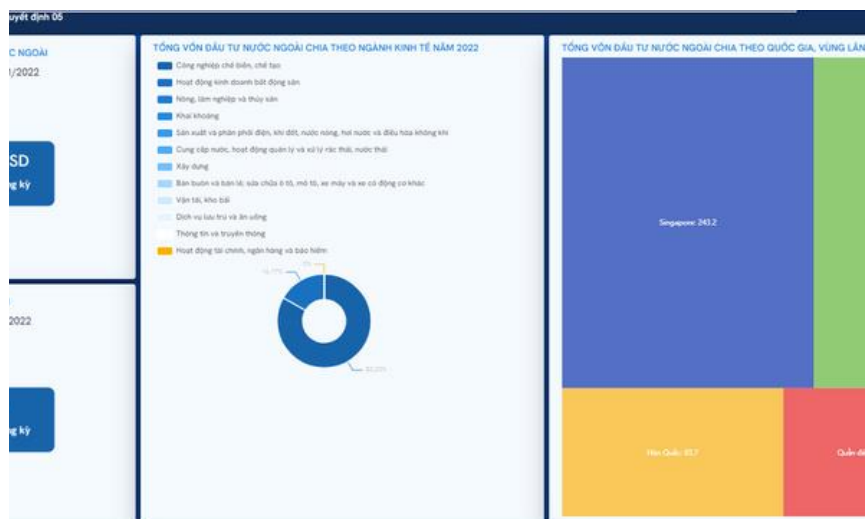 uyết định 05
C NGOÀI
1/2022
SD
ng ký
2022
ng ký
TỔNG VỐN ĐẦU TƯ NƯỚC NGOÀI CHIA THEO NGÀNH KINH TẾ NĂM 2022
Công nghiệp chế biến, chế tạo
Hoạt động kinh doanh bất động sản
Nông, lâm nghiệp và thủy sản
Khai khoáng
Sản xuất và phân phối điện, khí đốt, nước nóng, hơi nước và điều hòa không khí
Cung cấp nước, hoạt động quản lý và xử lý rác thải, nước thải
Xây dựng
Bán buôn và bán lẻ; sửa chữa ô tô, mô tô, xe máy và xe có động cơ khác
Vận tải, kho bãi
Dịch vụ lưu trú và ăn uống
Thông tin và truyền thông
Hoạt động tài chính, ngân hàng và bảo hiểm
0%
TỔNG VỐN ĐẦU TƯ NƯỚC NGOÀI CHIA THEO QUỐC GIA, VÙNG LÃN
Singapore: 243.2
Hàn Quốc:
Quần đả